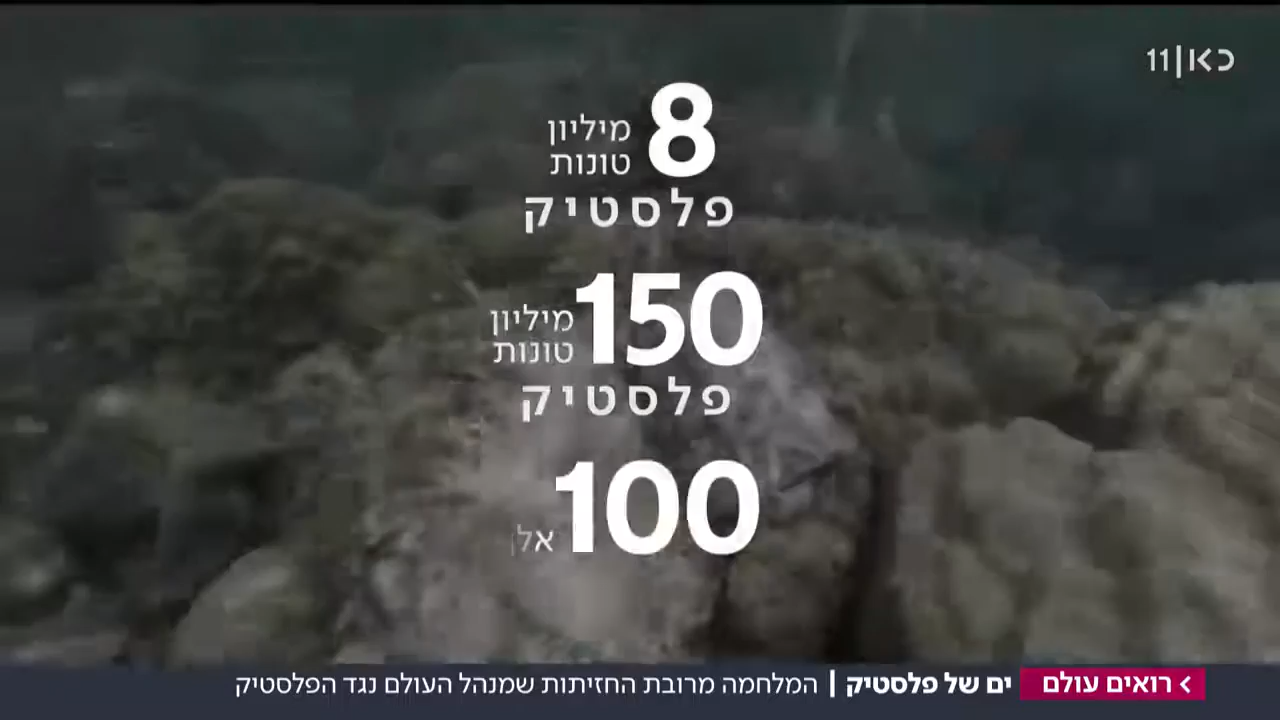 כאן|11
8 מיליון
טונות
פלסטיק
150 מיליון
טונות
פלסטיק
100
רואים עולם
ים של פלסטיק | המלחמה מרובת החזיתות שמנהל העולם נגד הפלסטיק